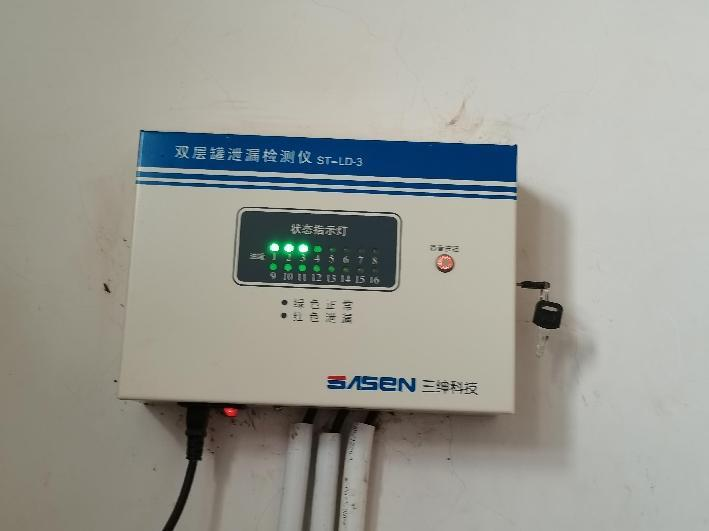 双层罐泄漏检测仪 ST-LD-3
状态指示灯
油罐 1 2 3 4 5 6 7 8
9 10 11 12 13 14 15 16
绿色正常
红色泄漏
SASEN 三绅科技